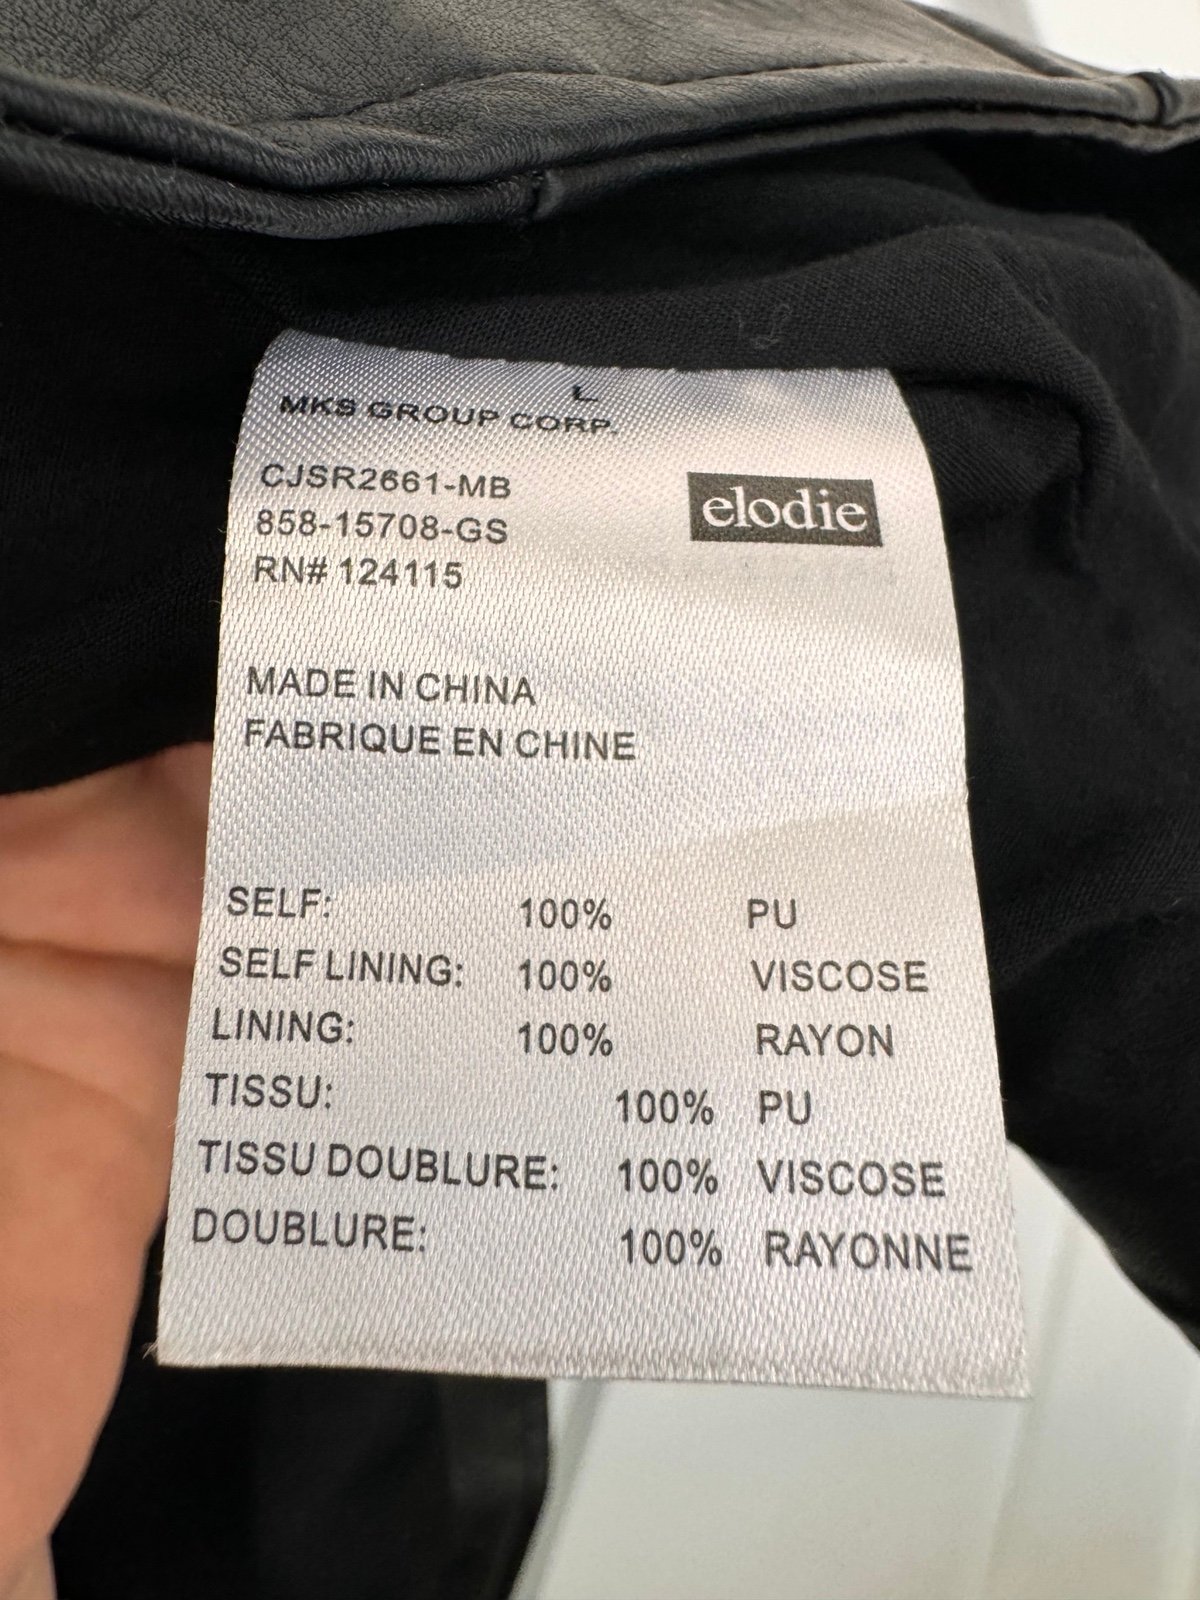 L
MKS GROUP CORP.
CJSR2661-MB
858-15708-GS
RN# 124115
elodie
MADE IN CHINA
FABRIQUE EN CHINE
SELF: 100% PU
SELF LINING: 100% VISCOSE
LINING: 100% RAYON
TISSU: 100% PU
TISSU DOUBLURE: 100% VISCOSE
DOUBLURE: 100% RAYONNE